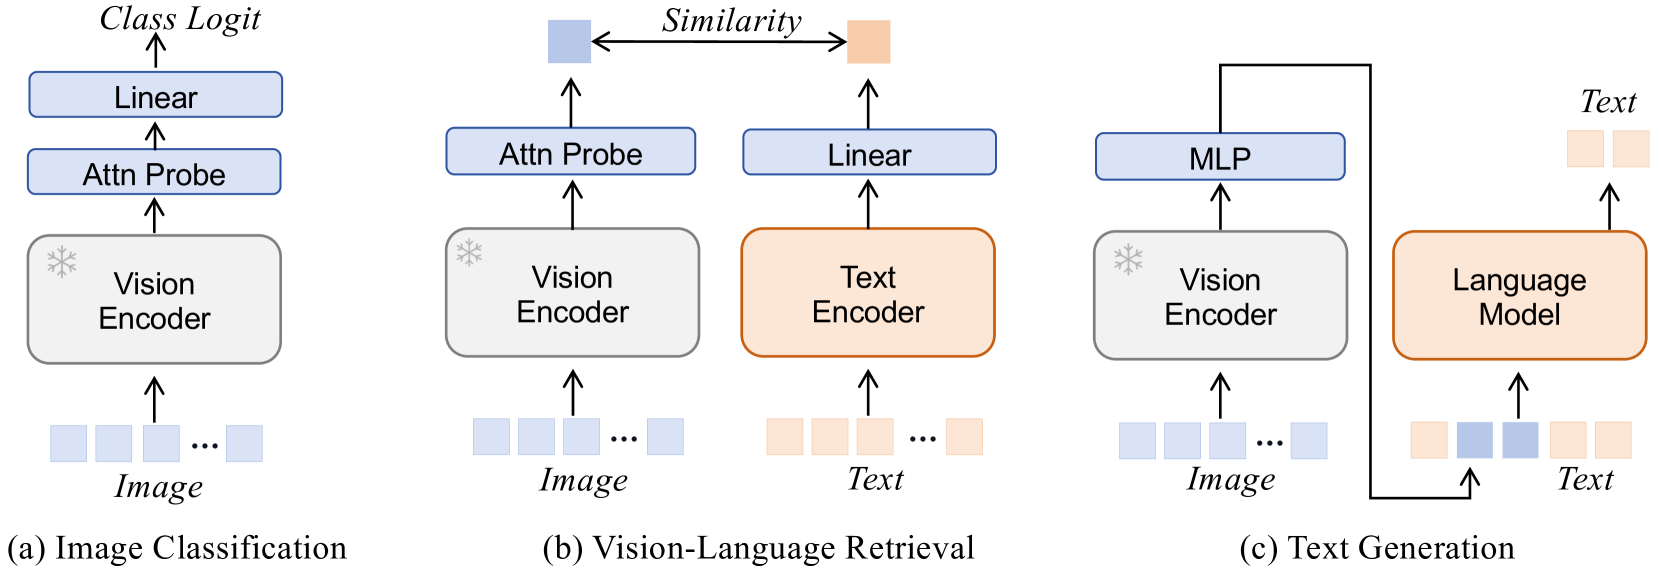 Class Logit
Linear
Attn Probe
Vision
Encoder
...
Image
(a) Image Classification
Similarity
Attn Probe
Linear
Vision
Encoder
Text
Encoder
...
...
Image
Text
(b) Vision-Language Retrieval
MLP
Text
Vision
Encoder
Language
Model
...
Image
Text
(c) Text Generation